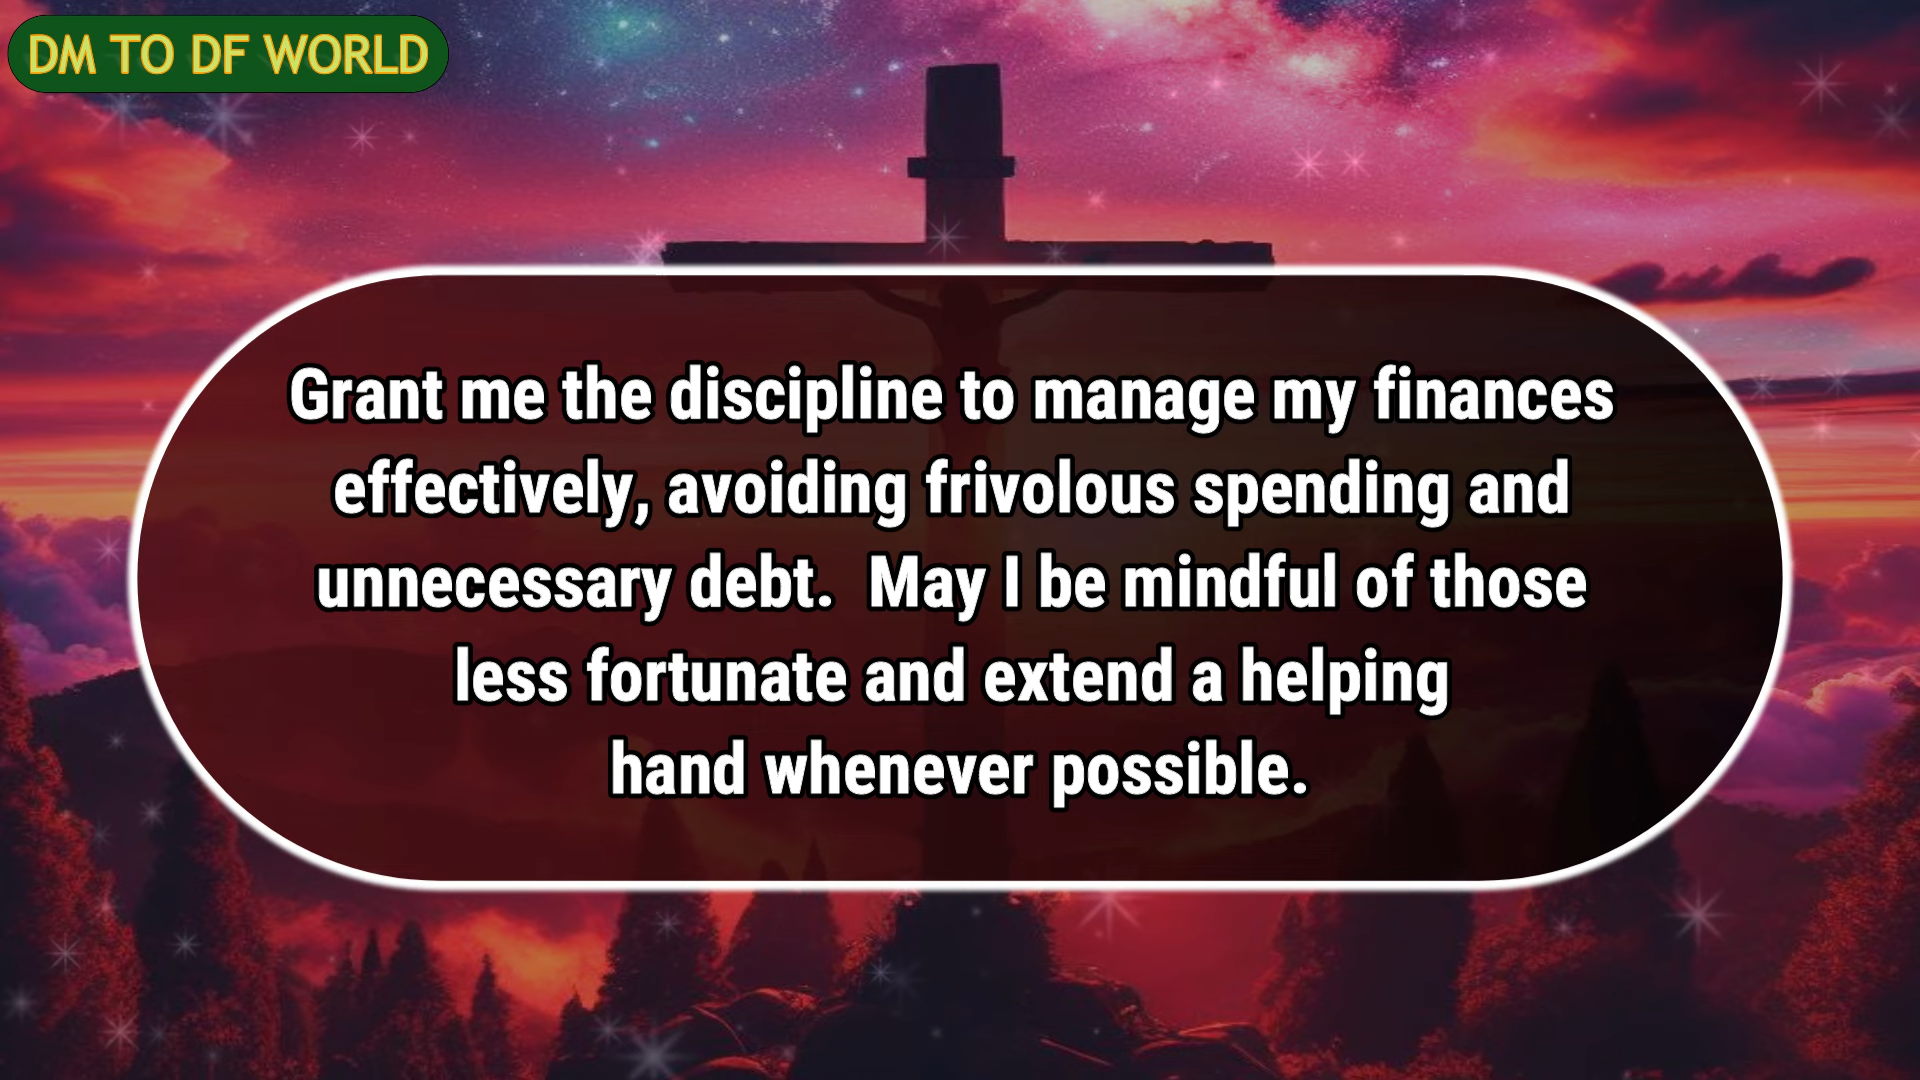 DM TO DF WORLD
Grant me the discipline to manage my finances
effectively, avoiding frivolous spending and
unnecessary debt.  May I be mindful of those
less fortunate and extend a helping
hand whenever possible.